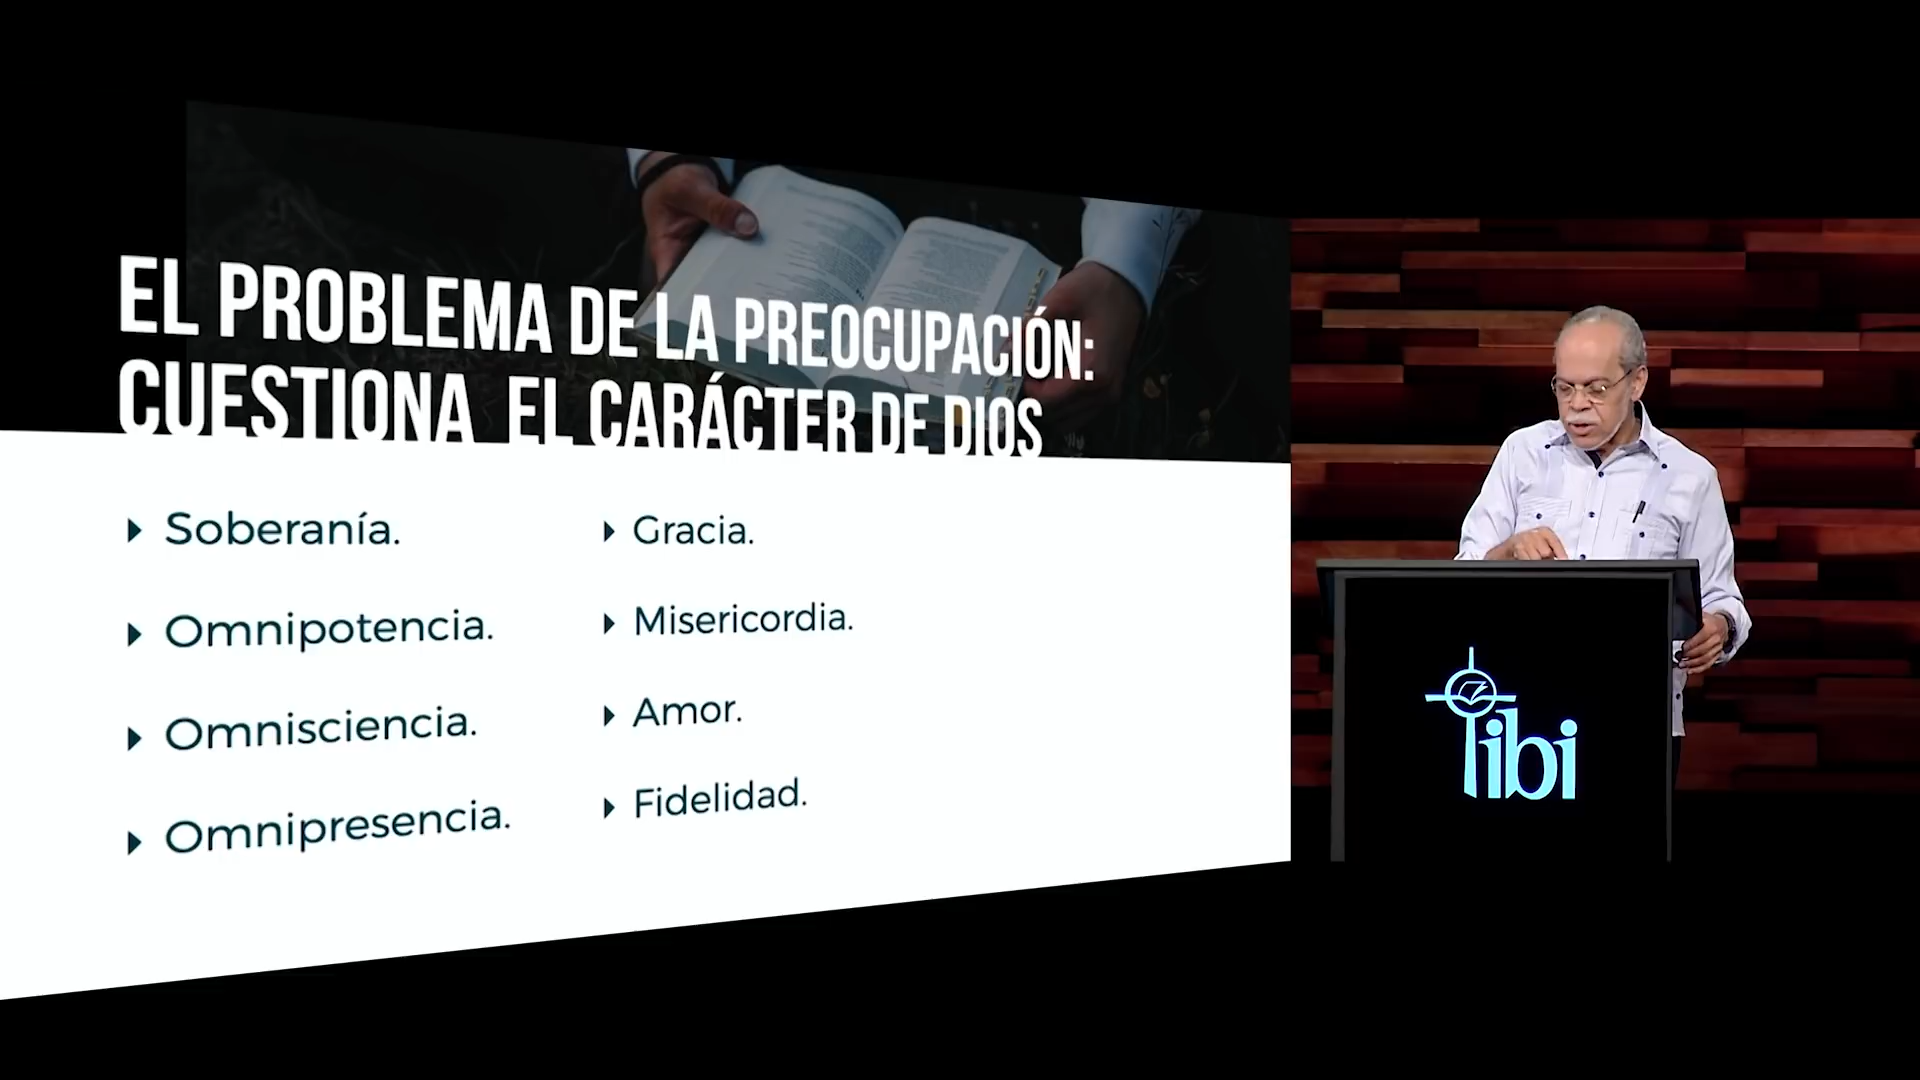 EL PROBLEMA DE LA PREOCUPACIÓN:
CUESTIONA EL CARÁCTER DE DIOS
Soberanía.
Omnipotencia.
Omnisciencia.
Omnipresencia.
Gracia.
Misericordia.
Amor.
Fidelidad.
ibi